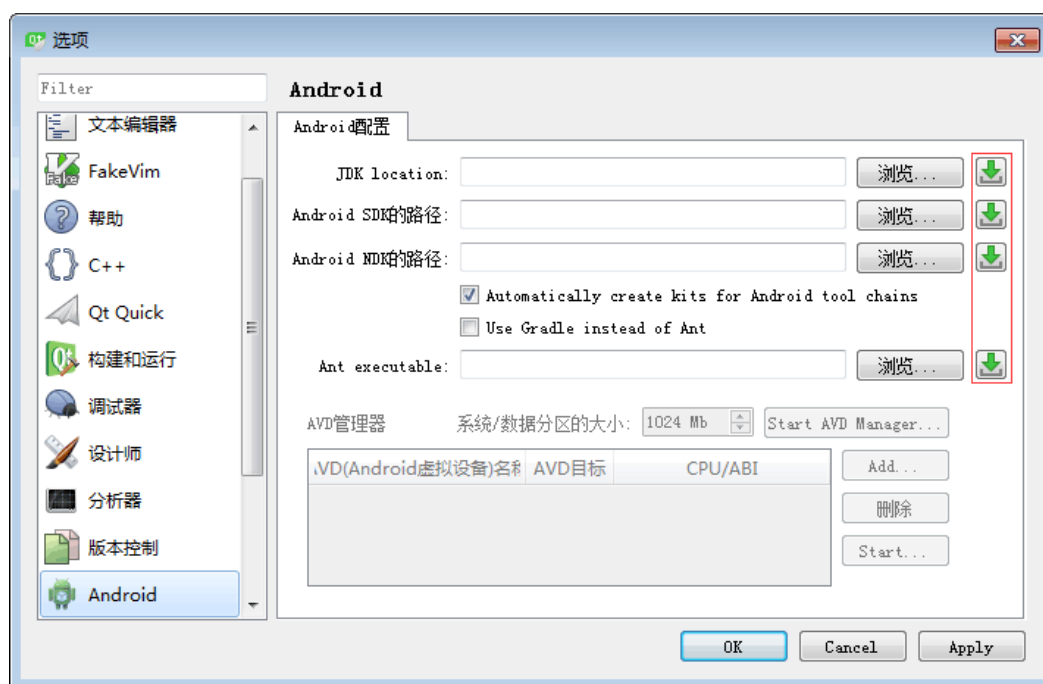 选项
Filter
文本编辑器
FakeVim
帮助
C++
Qt Quick
构建和运行
调试器
设计师
分析器
版本控制
Android
Android
Android配置
JDK location: 浏览...
Android SDK的路径: 浏览...
Android NDK的路径: 浏览...
Automatically create kits for Android tool chains
Use Gradle instead of Ant
Ant executable: 浏览...
AVD管理器 系统/数据分区的大小: 1024 Mb Start AVD Manager...
VD(Android虚拟设备)名称 AVD目标 CPU/ABI
Add...
删除
Start...
OK Cancel Apply